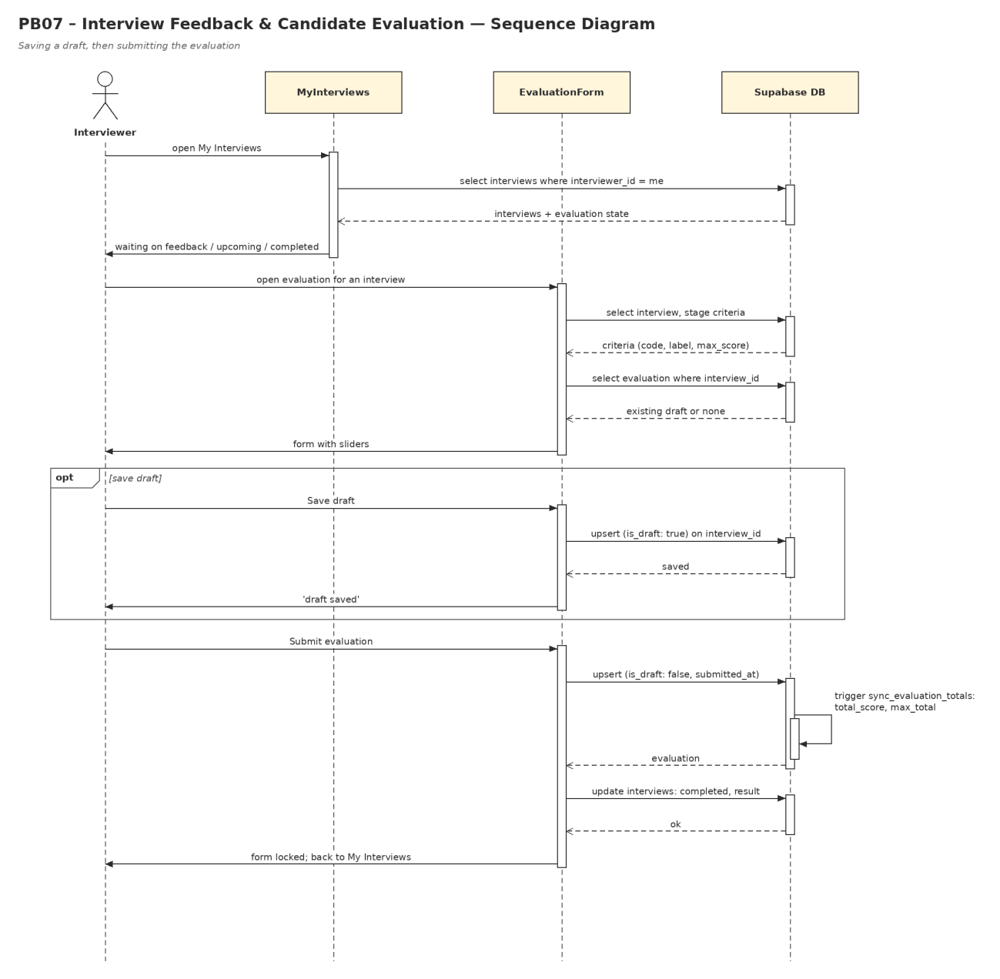 PB07 – Interview Feedback & Candidate Evaluation — Sequence Diagram
Saving a draft, then submitting the evaluation
MyInterviews
EvaluationForm
Supabase DB
Interviewer
open My Interviews
select interviews where interviewer_id = me
interviews + evaluation state
waiting on feedback / upcoming / completed
open evaluation for an interview
select interview, stage criteria
criteria (code, label, max_score)
select evaluation where interview_id
existing draft or none
form with sliders
opt
[save draft]
Save draft
upsert (is_draft: true) on interview_id
saved
'draft saved'
Submit evaluation
upsert (is_draft: false, submitted_at)
trigger sync_evaluation_totals:
total_score, max_total
evaluation
update interviews: completed, result
ok
form locked; back to My Interviews